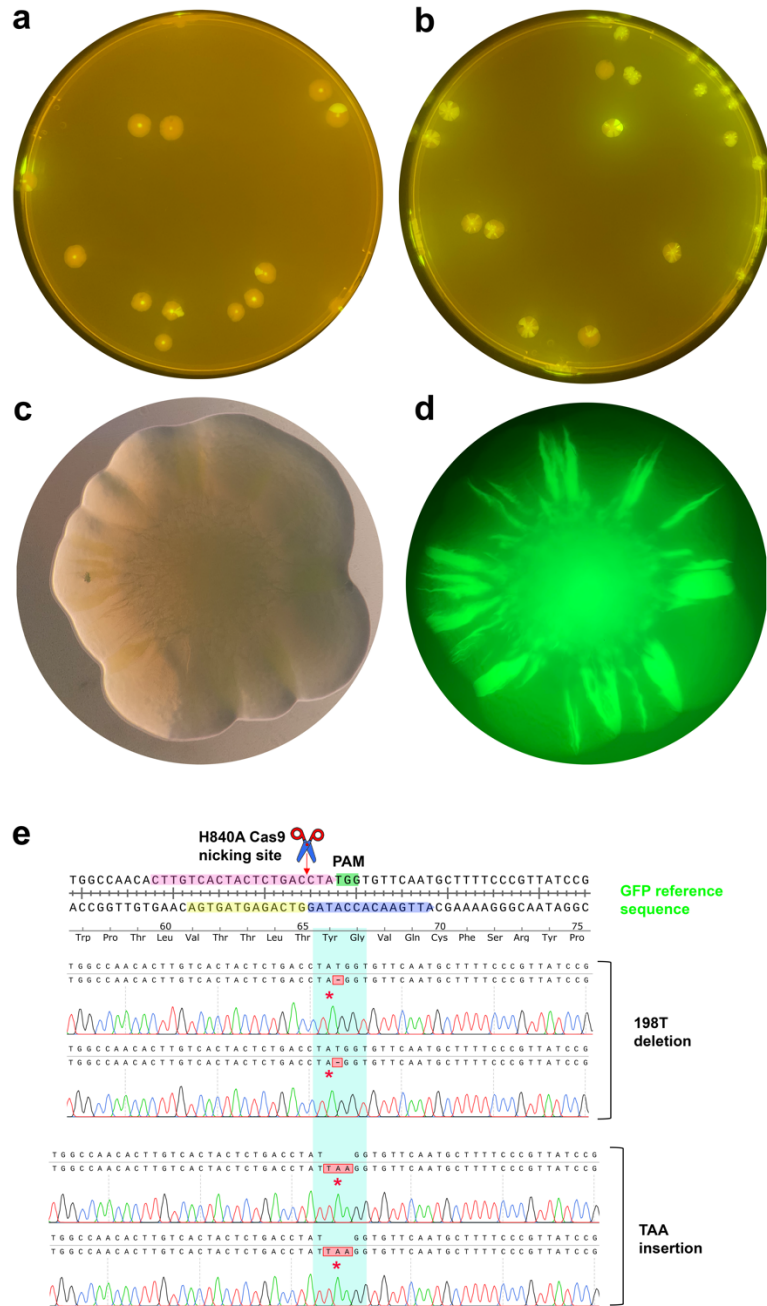 a
b
c
d
e
H840A Cas9
nicking site
PAM
TGGCCAACACTTGTCACTACTCTGACCTATGGTGTTCAATGCTTTTCCCGTTATCCG
ACCGGTTGTGAACAGTGATGAGACTGGATACCACAAGTTACGAAAAGGGCAATAGGC
GFP reference
sequence
60 65 70 75
Trp Pro Thr Leu Val Thr Thr Leu Thr Tyr Gly Val Gln Cys Phe Ser Arg Tyr Pro
TGGCCAACACTTGTCACTACTCTGACCTATGGTGTTCAATGCTTTTCCCGTTATCCG
TGGCCAACACTTGTCACTACTCTGACCTA-GGTGTTCAATGCTTTTCCCGTTATCCG
*
TGGCCAACACTTGTCACTACTCTGACCTATGGTGTTCAATGCTTTTCCCGTTATCCG
TGGCCAACACTTGTCACTACTCTGACCTA-GGTGTTCAATGCTTTTCCCGTTATCCG
*
198T
deletion
TGGCCAACACTTGTCACTACTCTGACCTAT GGTGTTCAATGCTTTTCCCGTTATCCG
TGGCCAACACTTGTCACTACTCTGACCTATTAAGGTGTTCAATGCTTTTCCCGTTATCCG
*
TGGCCAACACTTGTCACTACTCTGACCTAT GGTGTTCAATGCTTTTCCCGTTATCCG
TGGCCAACACTTGTCACTACTCTGACCTATTAAGGTGTTCAATGCTTTTCCCGTTATCCG
*
TAA
insertion